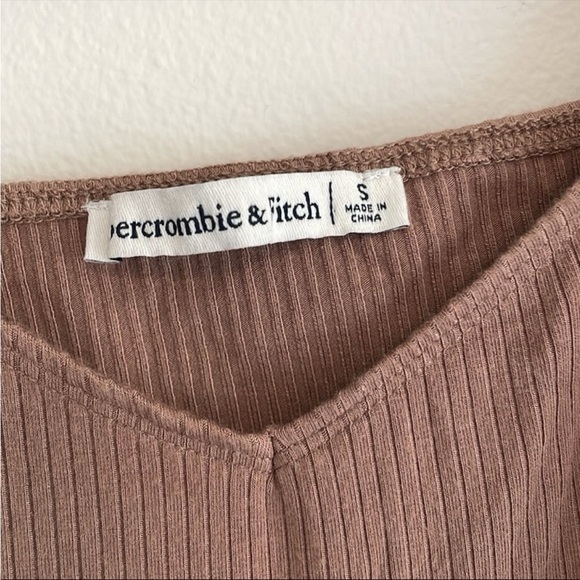 bercrombie & Fitch | S
MADE IN
CHINA